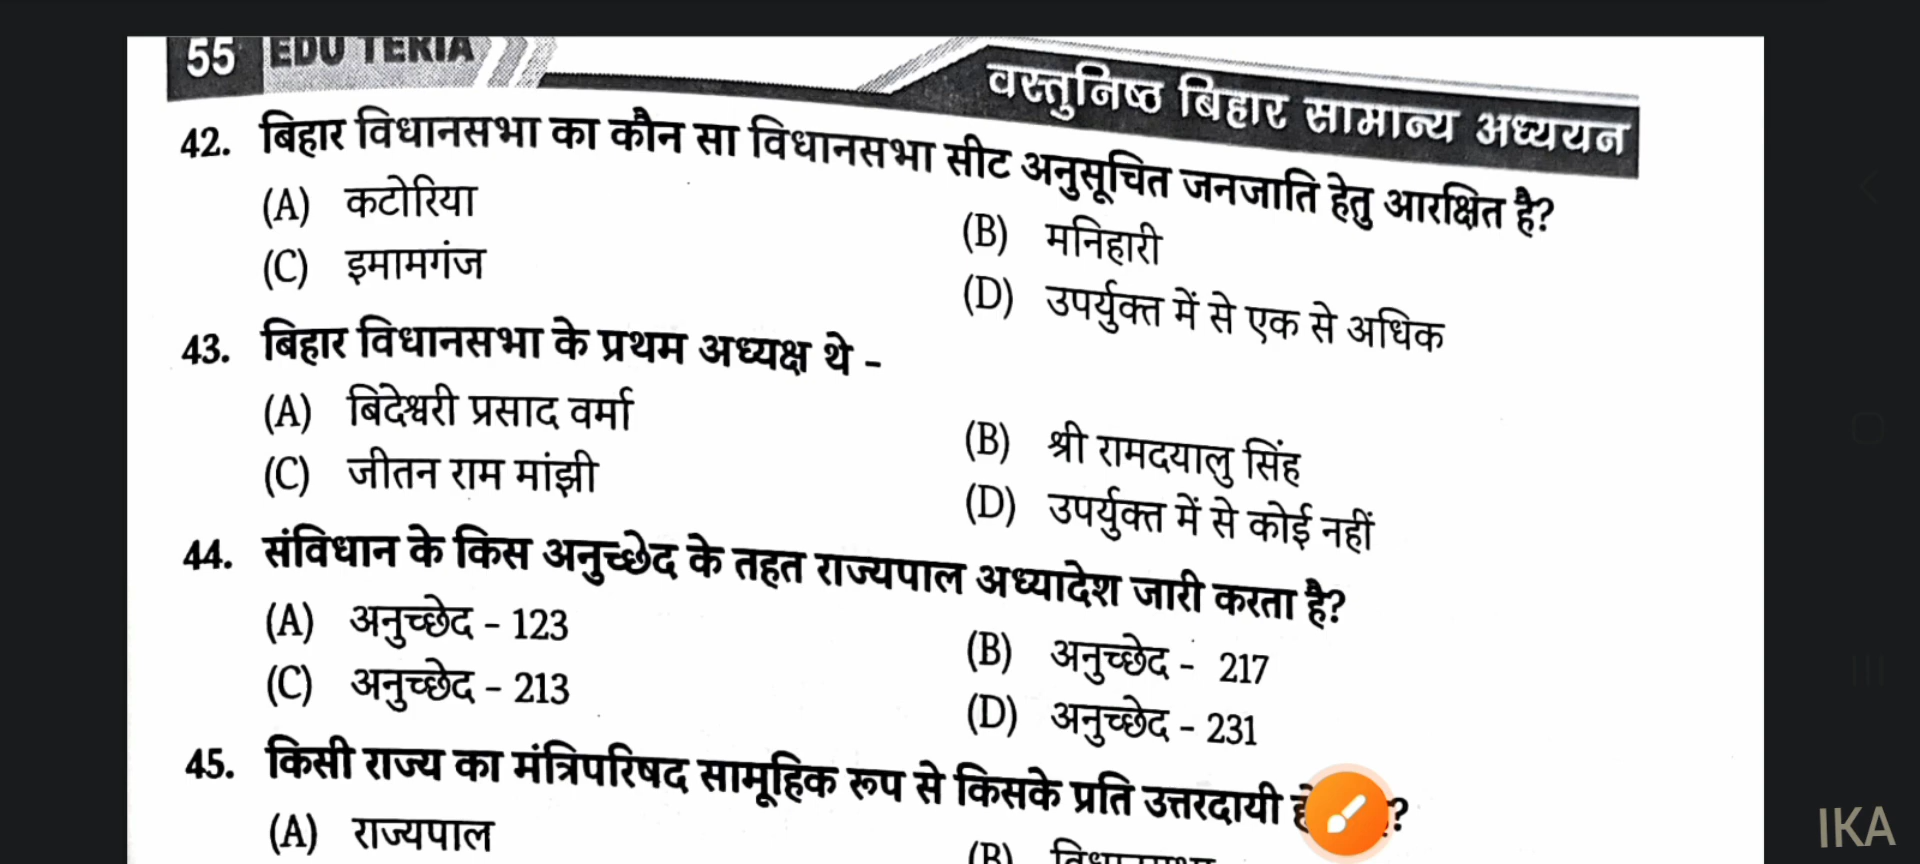 55 EDU TERIA
वस्तुनिष्ठ बिहार सामान्य अध्ययन
42. बिहार विधानसभा का कौन सा विधानसभा सीट अनुसूचित जनजाति हेतु आरक्षित है?
(A) कटोरिया
(B) मनिहारी
(C) इमामगंज
(D) उपर्युक्त में से एक से अधिक
43. बिहार विधानसभा के प्रथम अध्यक्ष थे -
(A) बिंदेश्वरी प्रसाद वर्मा
(B) श्री रामदयालु सिंह
(C) जीतन राम मांझी
(D) उपर्युक्त में से कोई नहीं
44. संविधान के किस अनुच्छेद के तहत राज्यपाल अध्यादेश जारी करता है?
(A) अनुच्छेद - 123
(B) अनुच्छेद - 217
(C) अनुच्छेद - 213
(D) अनुच्छेद - 231
45. किसी राज्य का मंत्रिपरिषद सामूहिक रूप से किसके प्रति उत्तरदायी ?
(A) राज्यपाल
(B)
IKA